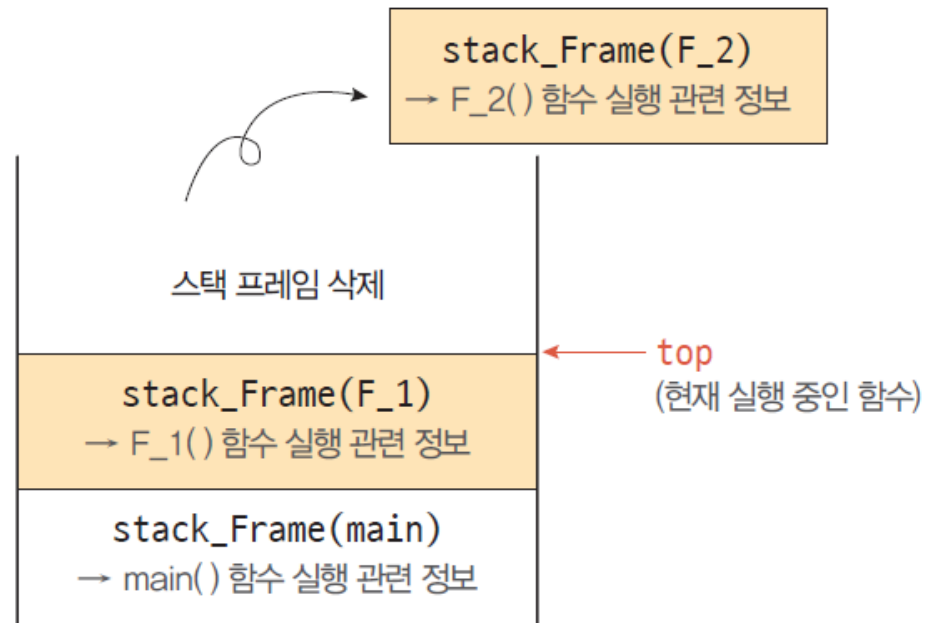 stack_Frame(F_2)
→ F_2( ) 함수 실행 관련 정보
스택 프레임 삭제
top
(현재 실행 중인 함수)
stack_Frame(F_1)
→ F_1( ) 함수 실행 관련 정보
stack_Frame(main)
→ main( ) 함수 실행 관련 정보